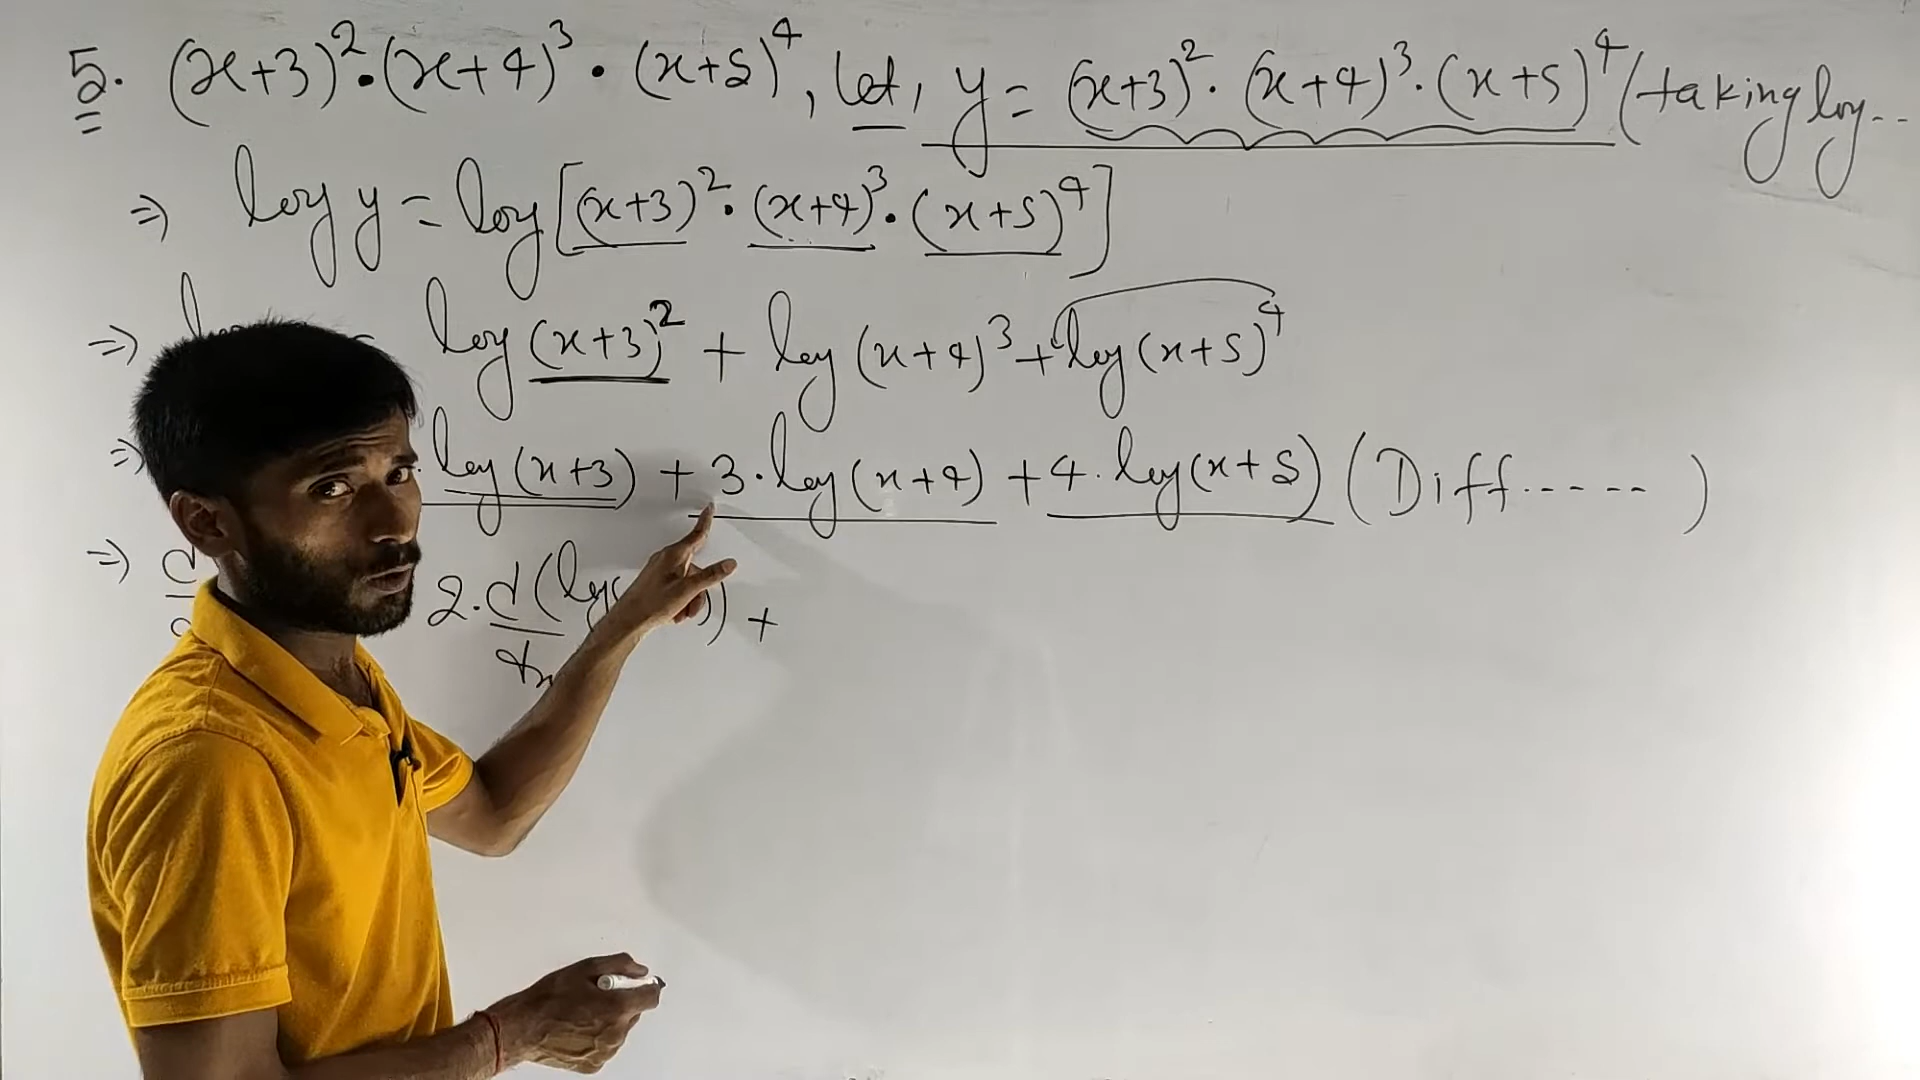 5. (x+3)²·(x+4)³·(x+5)⁴, let, y = (x+3)²·(x+4)³·(x+5)⁴ (taking log..
⇒ log y = log[(x+3)²·(x+4)³·(x+5)⁴]
⇒ log (x+3)² + log (x+4)³ + log (x+5)⁴
⇒ log (x+3) + 3·log (x+4) + 4·log (x+5) (Diff.....)
⇒ 2·d/dx (log ) +